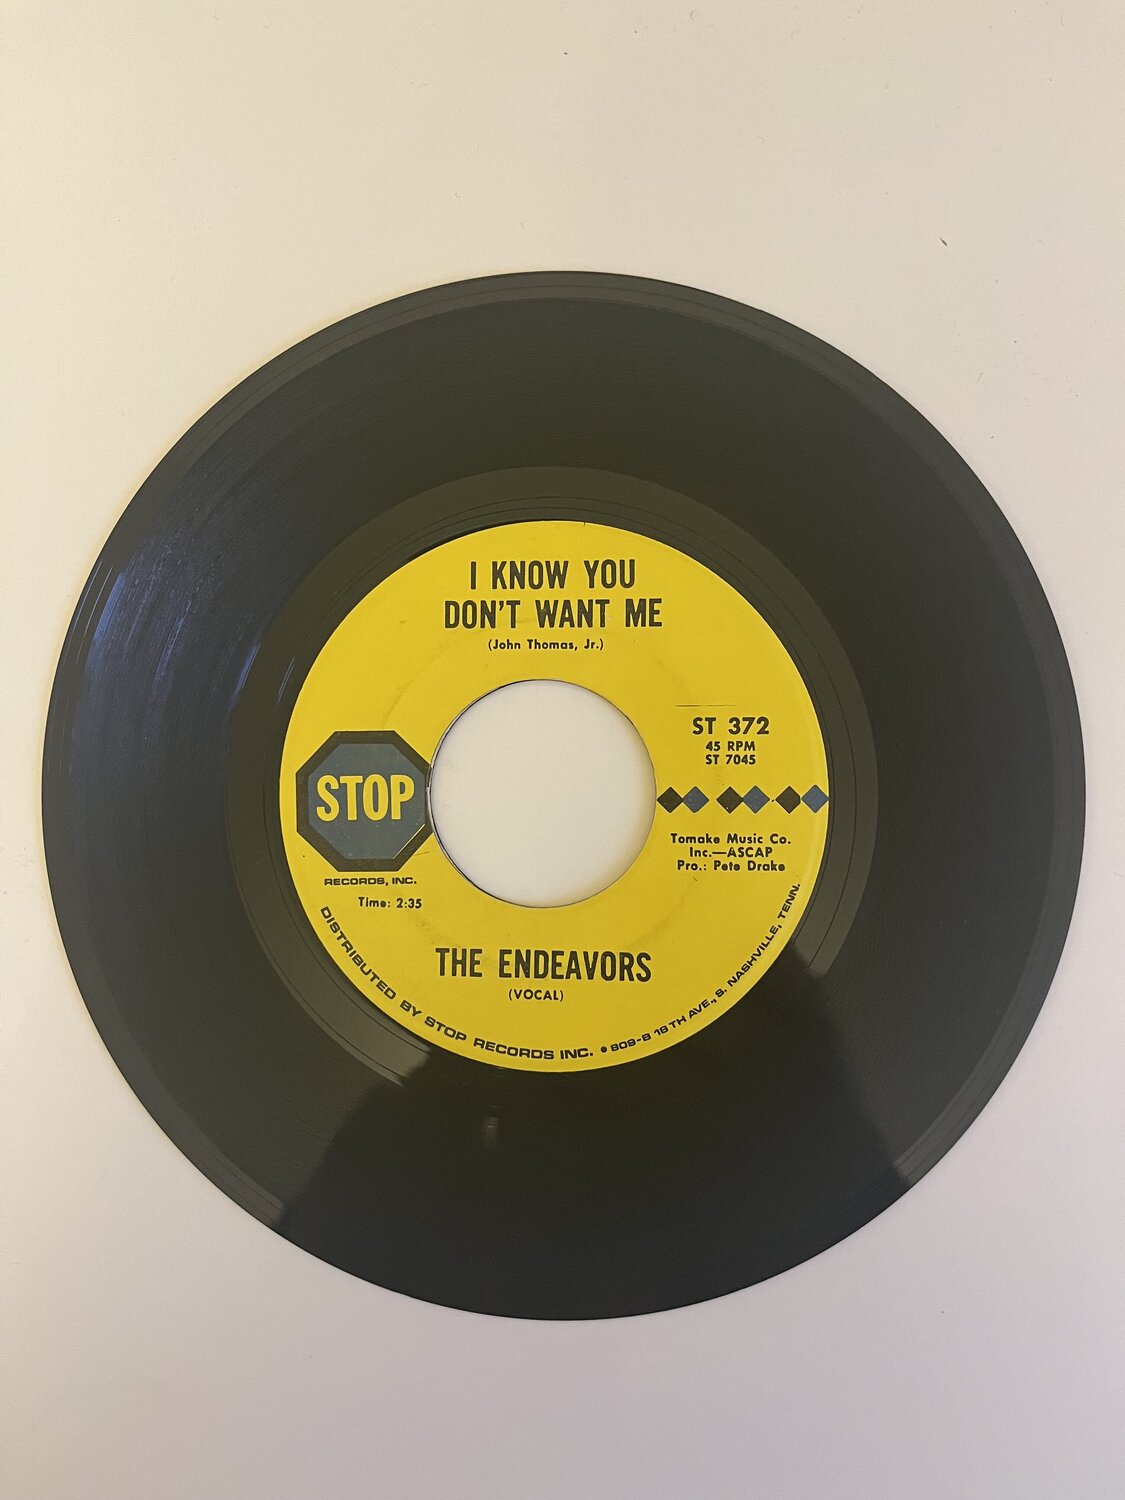 I KNOW YOU
DON'T WANT ME
(John Thomas, Jr.)
ST 372
45 RPM
ST 7045
STOP
RECORDS, INC.
Time: 2:35
Tomake Music Co.
Inc.—ASCAP
Pro.: Pete Drake
THE ENDEAVORS
(VOCAL)
DISTRIBUTED BY STOP RECORDS INC. • 809-B 18 TH AVE., S. NASHVILLE, TENN.